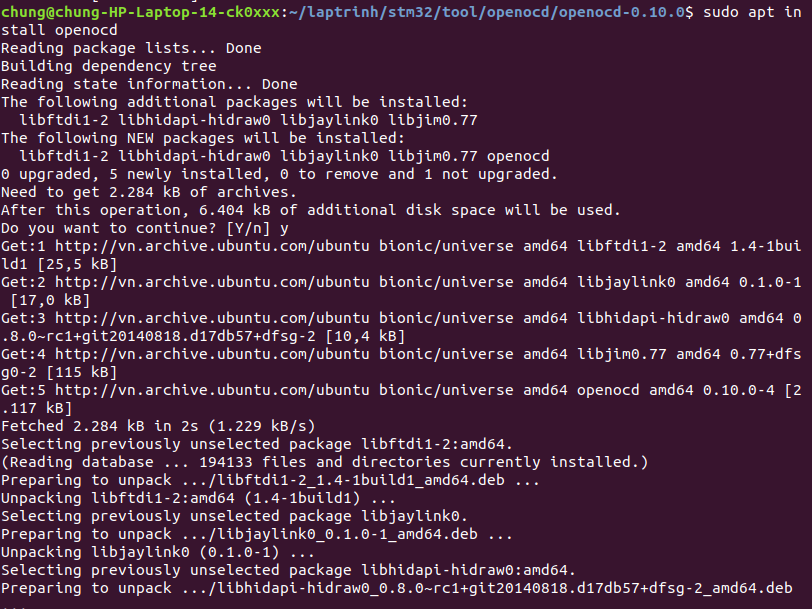 chung@chung-HP-Laptop-14-ck0xxx:~/laptrinh/stm32/tool/openocd/openocd-0.10.0$ sudo apt in
stall openocd
Reading package lists... Done
Building dependency tree
Reading state information... Done
The following additional packages will be installed:
  libftdi1-2 libhidapi-hidraw0 libjaylink0 libjim0.77
The following NEW packages will be installed:
  libftdi1-2 libhidapi-hidraw0 libjaylink0 libjim0.77 openocd
0 upgraded, 5 newly installed, 0 to remove and 1 not upgraded.
Need to get 2.284 kB of archives.
After this operation, 6.404 kB of additional disk space will be used.
Do you want to continue? [Y/n] y
Get:1 http://vn.archive.ubuntu.com/ubuntu bionic/universe amd64 libftdi1-2 amd64 1.4-1bui
ld1 [25,5 kB]
Get:2 http://vn.archive.ubuntu.com/ubuntu bionic/universe amd64 libjaylink0 amd64 0.1.0-1
 [17,0 kB]
Get:3 http://vn.archive.ubuntu.com/ubuntu bionic/universe amd64 libhidapi-hidraw0 amd64 0
.8.0~rc1+git20140818.d17db57+dfsg-2 [10,4 kB]
Get:4 http://vn.archive.ubuntu.com/ubuntu bionic/universe amd64 libjim0.77 amd64 0.77+dfs
g0-2 [115 kB]
Get:5 http://vn.archive.ubuntu.com/ubuntu bionic/universe amd64 openocd amd64 0.10.0-4 [2
.117 kB]
Fetched 2.284 kB in 2s (1.229 kB/s)
Selecting previously unselected package libftdi1-2:amd64.
(Reading database ... 194133 files and directories currently installed.)
Preparing to unpack .../libftdi1-2_1.4-1build1_amd64.deb ...
Unpacking libftdi1-2:amd64 (1.4-1build1) ...
Selecting previously unselected package libjaylink0.
Preparing to unpack .../libjaylink0_0.1.0-1_amd64.deb ...
Unpacking libjaylink0 (0.1.0-1) ...
Selecting previously unselected package libhidapi-hidraw0:amd64.
Preparing to unpack .../libhidapi-hidraw0_0.8.0~rc1+git20140818.d17db57+dfsg-2_amd64.deb
...